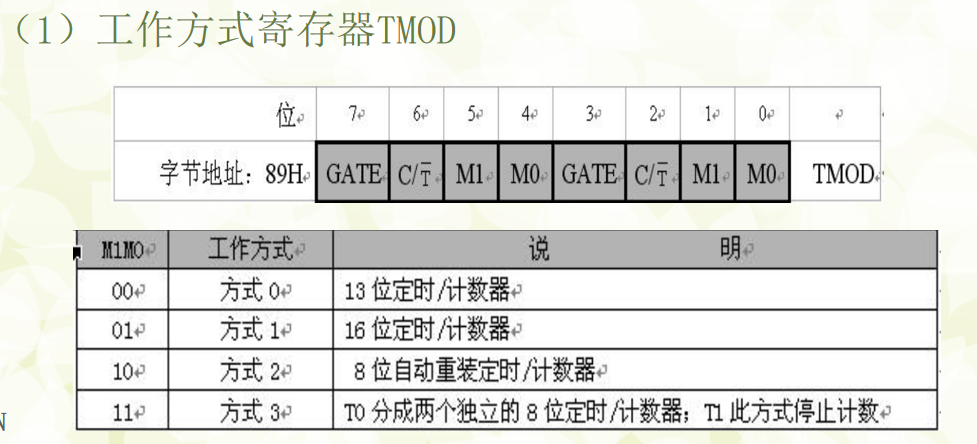 （1）工作方式寄存器TMOD
位 7 6 5 4 3 2 1 0
字节地址：89H GATE C/T̅ M1 M0 GATE C/T̅ M1 M0 TMOD
M1M0 工作方式 说 明
00 方式 0 13 位定时/计数器
01 方式 1 16 位定时/计数器
10 方式 2 8 位自动重装定时/计数器
11 方式 3 T0 分成两个独立的 8 位定时/计数器；T1 此方式停止计数
N